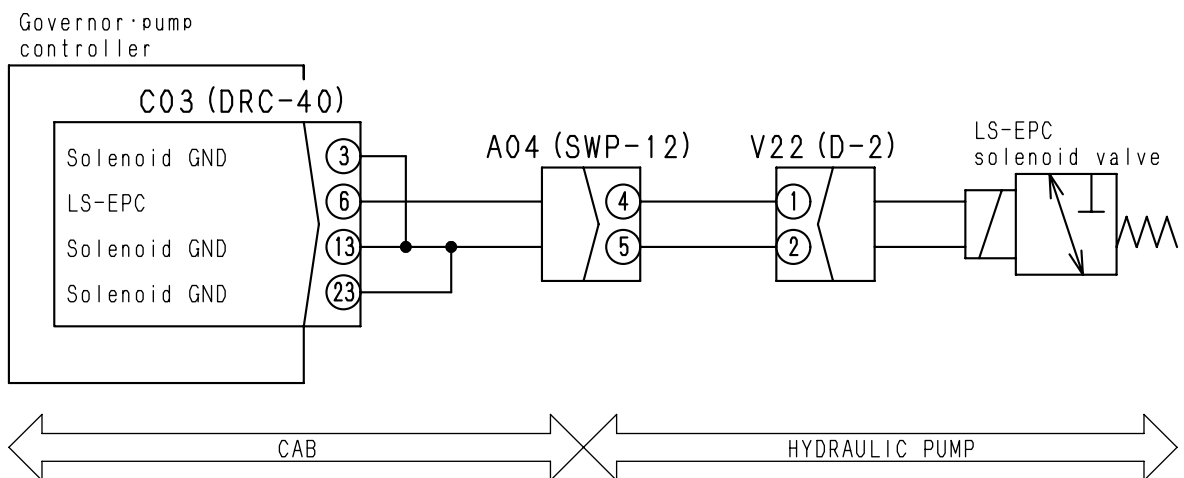 Governor·pump
controller
C03 (DRC-40)
Solenoid GND
3
LS-EPC
6
Solenoid GND
13
Solenoid GND
23
A04 (SWP-12)
4
5
V22 (D-2)
1
2
LS-EPC
solenoid valve
CAB
HYDRAULIC PUMP